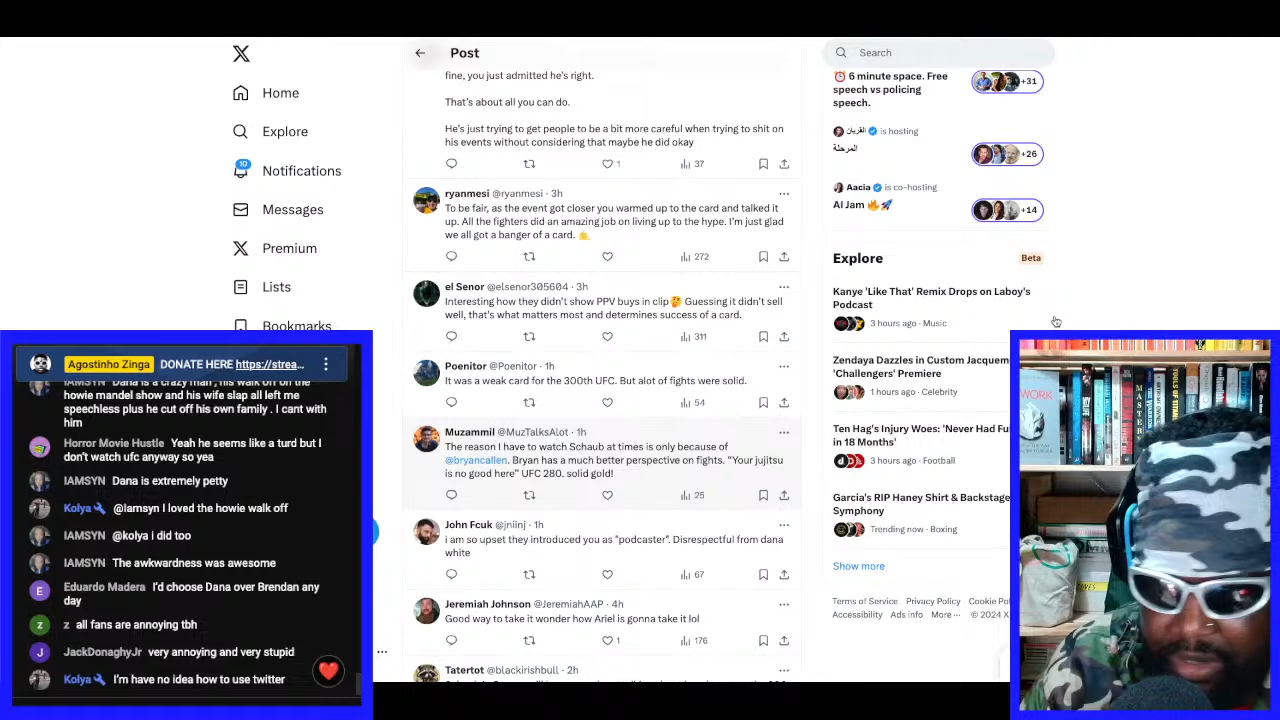 Post
Search
Home
Explore
10
Notifications
Messages
Premium
Lists
Bookmarks
fine, you just admitted he's right.
That's about all you can do.
He's just trying to get people to be a bit more careful when trying to shit on
his events without considering that maybe he did okay
1
37
ryanmesi @ryanmesi · 3h
To be fair, as the event got closer you warmed up to the card and talked it
up. All the fighters did an amazing job on living up to the hype. I'm just glad
we all got a banger of a card.
272
el Senor @elsenor305604 · 3h
Interesting how they didn't show PPV buys in clip🤔 Guessing it didn't sell
well, that's what matters most and determines success of a card.
311
Poenitor @Poenitor · 1h
It was a weak card for the 300th UFC. But alot of fights were solid.
54
Muzammil @MuzTalksAlot · 1h
The reason I have to watch Schaub at times is only because of
@bryancallen. Bryan has a much better perspective on fights. "Your jujitsu
is no good here" UFC 280. solid gold!
25
John Fcuk @jniinj · 1h
i am so upset they introduced you as "podcaster". Disrespectful from dana
white
67
Jeremiah Johnson @JeremiahAAP · 4h
Good way to take it wonder how Ariel is gonna take it lol
1
176
Tatertot @blackirishbull · 2h
⏰ 6 minute space. Free
speech vs policing
speech.
+31
is hosting
المرحلة
+26
Aacia is co-hosting
Al Jam 🔥🚀
+14
Explore
Beta
Kanye 'Like That' Remix Drops on Laboy's
Podcast
3 hours ago · Music
Zendaya Dazzles in Custom Jacquem
'Challengers' Premiere
1 hours ago · Celebrity
Ten Hag's Injury Woes: 'Never Had Fu
in 18 Months'
3 hours ago · Football
Garcia's RIP Haney Shirt & Backstage
Symphony
Trending now · Boxing
Show more
Terms of Service Privacy Policy Cookie Pol
Accessibility Ads info More ··· © 2024 X
Agostinho Zinga DONATE HERE https://strea...
IAMSYN Dana is a crazy man , his walk off on the
howie mandel show and his wife slap all left me
speechless plus he cut off his own family . I cant with
him
Horror Movie Hustle Yeah he seems like a turd but I
don't watch ufc anyway so yea
IAMSYN Dana is extremely petty
Kolya @Iamsyn I loved the howie walk off
IAMSYN @kolya i did too
IAMSYN The awkwardness was awesome
E
Eduardo Madera I'd choose Dana over Brendan any
day
z
z all fans are annoying tbh
J
JackDonaghyJr very annoying and very stupid
Kolya I'm have no idea how to use twitter
WORK
MASTER
TOOLS OF TITAN